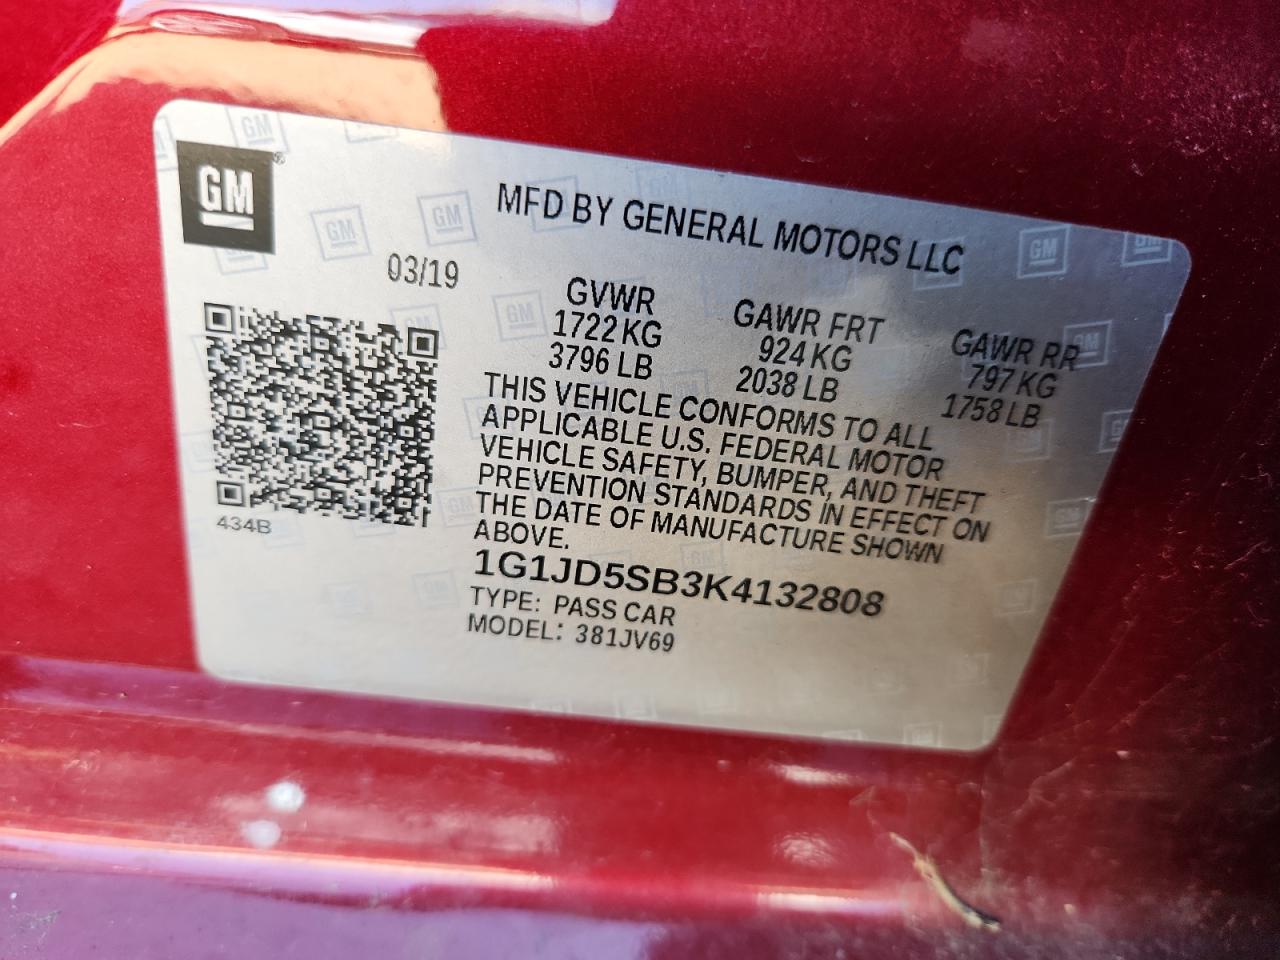 GM
MFD BY GENERAL MOTORS LLC
03/19
GVWR
1722 KG
3796 LB
GAWR FRT
924 KG
2038 LB
GAWR RR
797 KG
1758 LB
THIS VEHICLE CONFORMS TO ALL
APPLICABLE U.S. FEDERAL MOTOR
VEHICLE SAFETY, BUMPER, AND THEFT
PREVENTION STANDARDS IN EFFECT ON
THE DATE OF MANUFACTURE SHOWN
ABOVE.
434B
1G1JD5SB3K4132808
TYPE: PASS CAR
MODEL: 381JV69